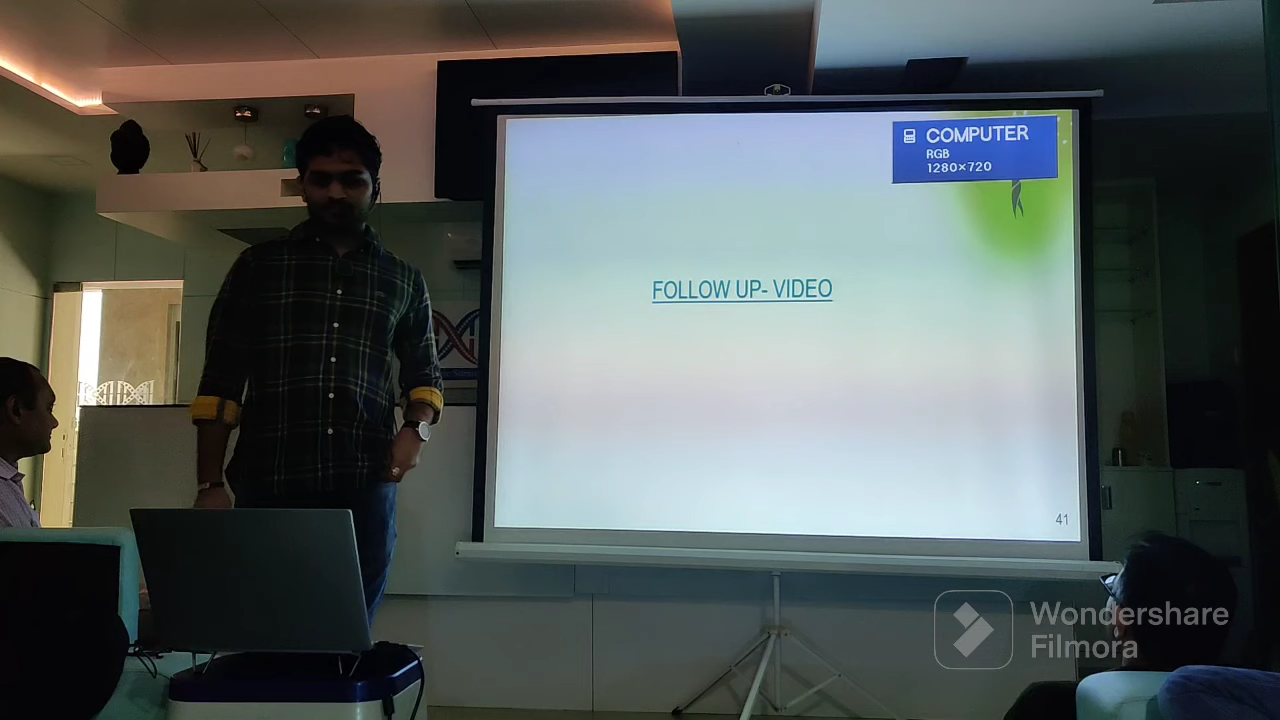 COMPUTER
RGB
1280×720
FOLLOW UP- VIDEO
41
Wondershare
Filmora